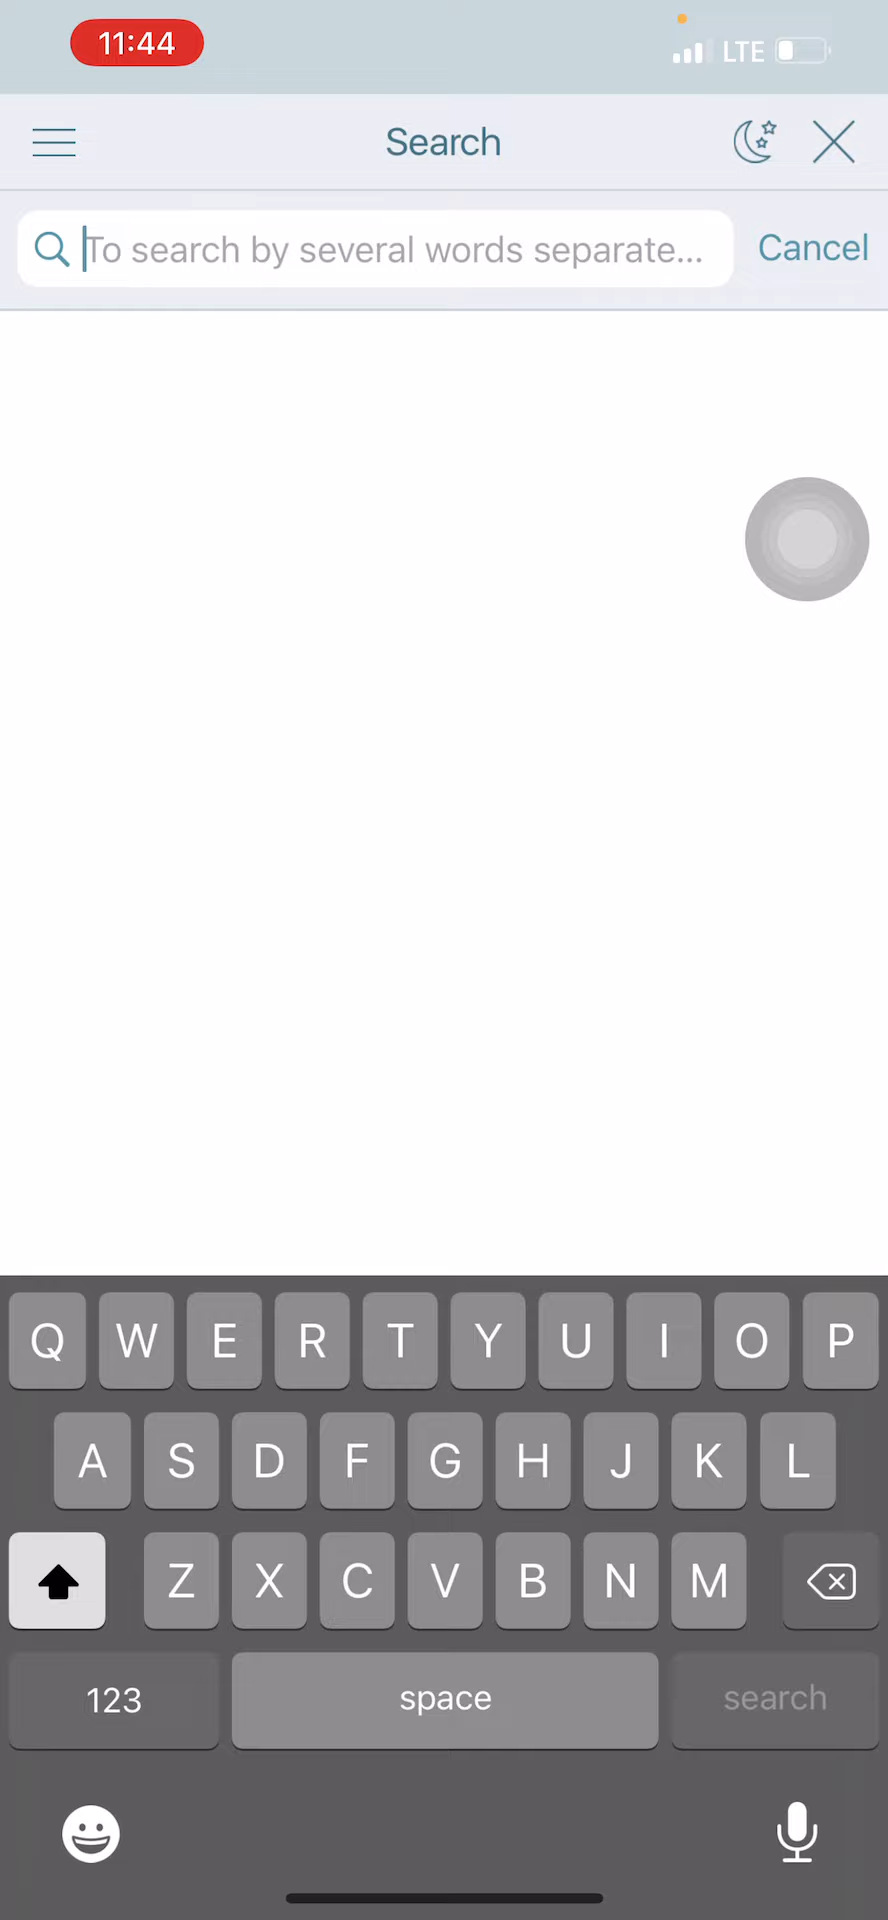 11:44 LTE
Search
To search by several words separate... Cancel
Q W E R T Y U I O P
A S D F G H J K L
Z X C V B N M
123 space search